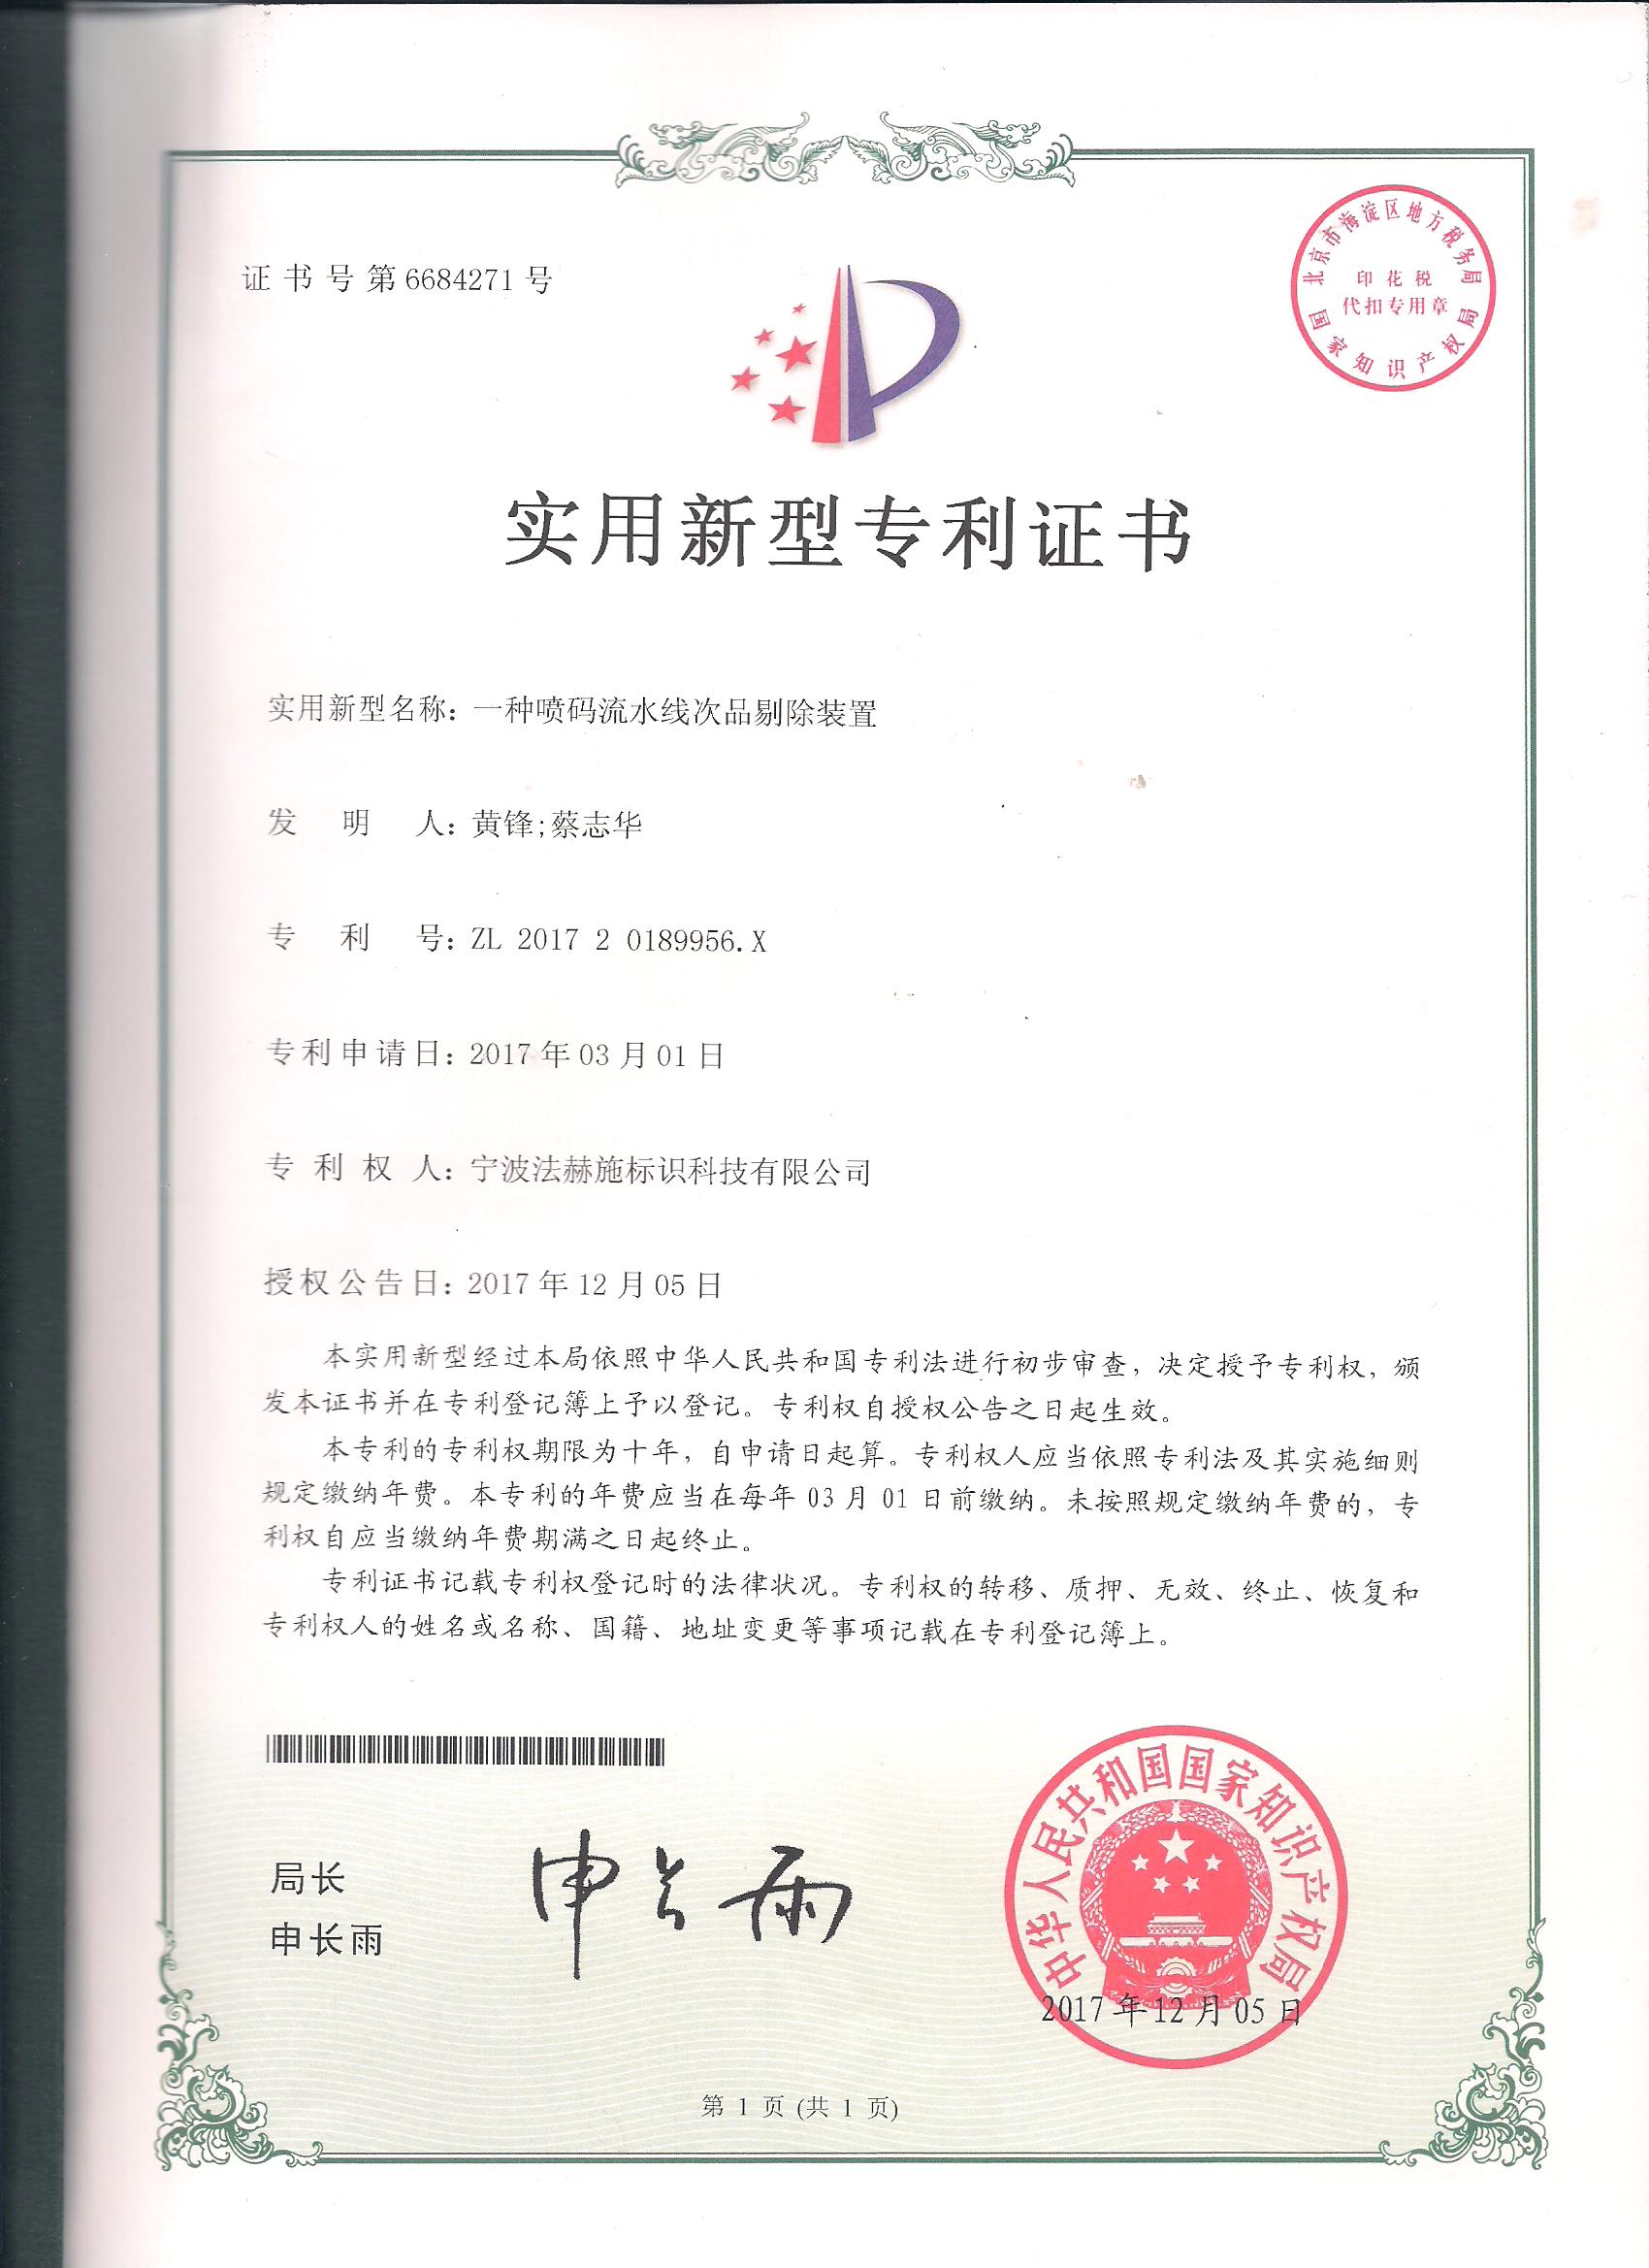 证书号第6684271号
北京市海淀区地方税务局
印花税
代扣专用章
国家知识产权局
实用新型专利证书
实用新型名称：一种喷码流水线次品剔除装置
发明人：黄锋;蔡志华
专利号：ZL 2017 2 0189956.X
专利申请日：2017年03月01日
专利权人：宁波法赫施标识科技有限公司
授权公告日：2017年12月05日
本实用新型经过本局依照中华人民共和国专利法进行初步审查，决定授予专利权，颁
发本证书并在专利登记簿上予以登记。专利权自授权公告之日起生效。
本专利的专利权期限为十年，自申请日起算。专利权人应当依照专利法及其实施细则
规定缴纳年费。本专利的年费应当在每年03月01日前缴纳。未按照规定缴纳年费的，专
利权自应当缴纳年费期满之日起终止。
专利证书记载专利权登记时的法律状况。专利权的转移、质押、无效、终止、恢复和
专利权人的姓名或名称、国籍、地址变更等事项记载在专利登记簿上。
局长
申长雨
申长雨
中华人民共和国国家知识产权局
2017年12月05日
第 1 页 (共 1 页)